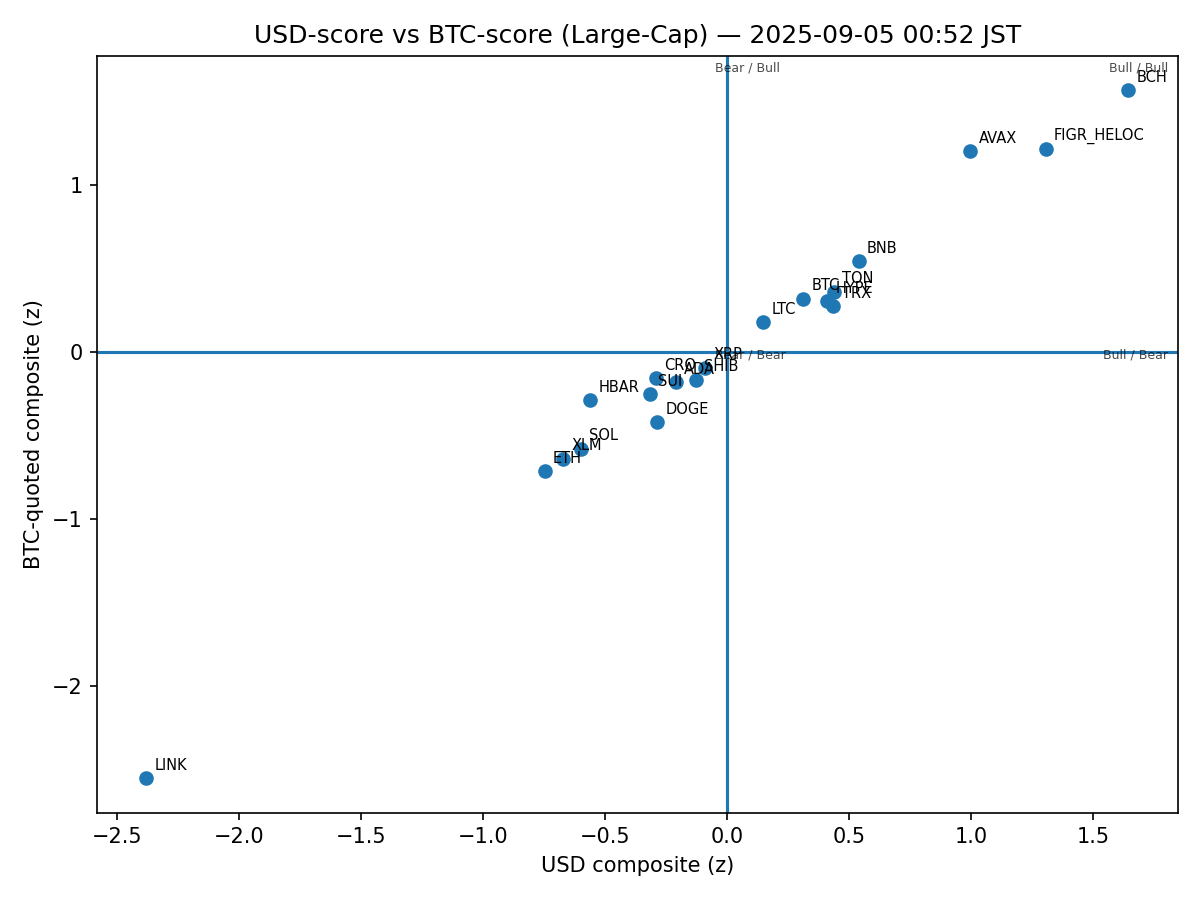 USD-score vs BTC-score (Large-Cap) — 2025-09-05 00:52 JST
Bear / Bull
Bull / Bull
BCH
AVAX
FIGR_HELOC
BNB
TON
BTC
HYPE
TRX
LTC
XRP
Bear / Bear
Bull / Bear
CRO
SHIB
ADA
SUI
HBAR
DOGE
SOL
XLM
ETH
LINK
1
0
−1
−2
−2.5
−2.0
−1.5
−1.0
−0.5
0.0
0.5
1.0
1.5
USD composite (z)
BTC-quoted composite (z)